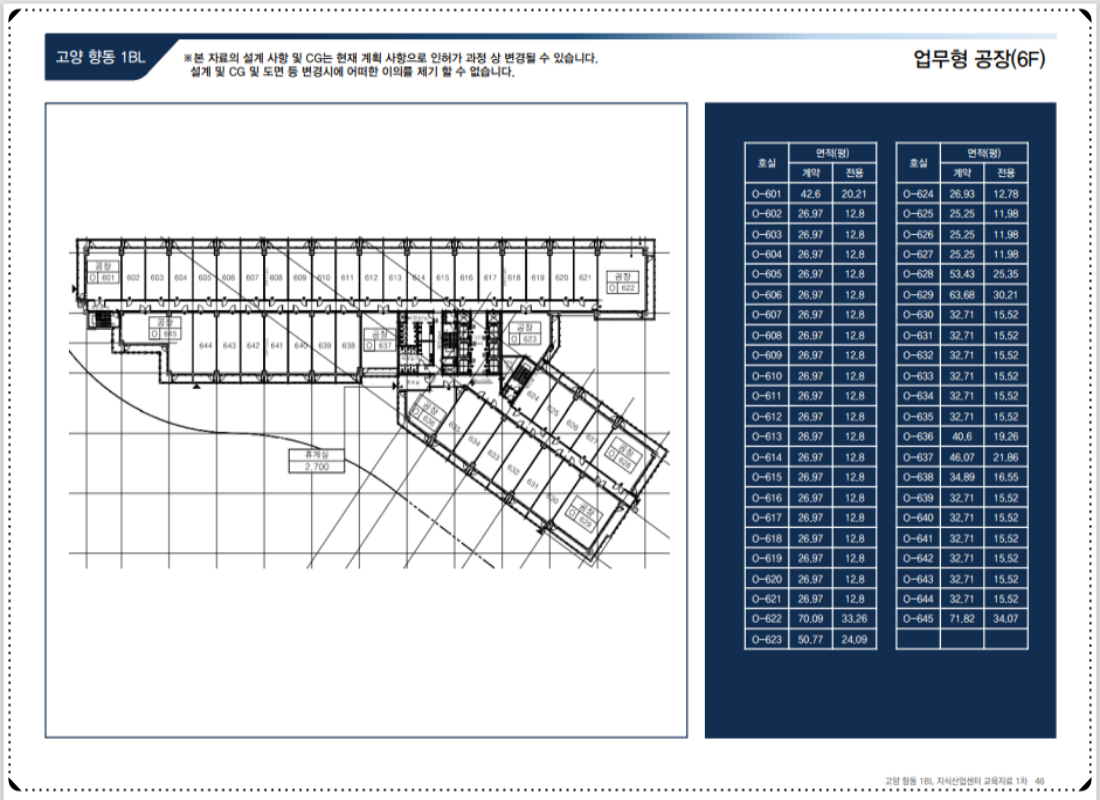 고양 향동 1BL
※본 자료의 설계 사항 및 CG는 현재 계획 사항으로 인허가 과정 상 변경될 수 있습니다.
설계 및 CG 및 도면 등 변경시에 어떠한 이의를 제기 할 수 없습니다.
업무형 공장(6F)
공장
O 601
602 603 604 605 606 607 608 609 610 611 612 613 614 615 616 617 618 619 620 621
공장
O 622
공장
O 645
644 643 642 641 640 639 638
공장
O 637
공장
O 623
624 625 626 627
공장
O 628
공장
O 636
635 634 633 632 631 630
공장
O 629
휴게실
2,700
호실 면적(평)
계약 전용
O-601 42.6 20.21
O-602 26.97 12.8
O-603 26.97 12.8
O-604 26.97 12.8
O-605 26.97 12.8
O-606 26.97 12.8
O-607 26.97 12.8
O-608 26.97 12.8
O-609 26.97 12.8
O-610 26.97 12.8
O-611 26.97 12.8
O-612 26.97 12.8
O-613 26.97 12.8
O-614 26.97 12.8
O-615 26.97 12.8
O-616 26.97 12.8
O-617 26.97 12.8
O-618 26.97 12.8
O-619 26.97 12.8
O-620 26.97 12.8
O-621 26.97 12.8
O-622 70.09 33.26
O-623 50.77 24.09
호실 면적(평)
계약 전용
O-624 26.93 12.78
O-625 25.25 11.98
O-626 25.25 11.98
O-627 25.25 11.98
O-628 53.43 25.35
O-629 63.68 30.21
O-630 32.71 15.52
O-631 32.71 15.52
O-632 32.71 15.52
O-633 32.71 15.52
O-634 32.71 15.52
O-635 32.71 15.52
O-636 40.6 19.26
O-637 46.07 21.86
O-638 34.89 16.55
O-639 32.71 15.52
O-640 32.71 15.52
O-641 32.71 15.52
O-642 32.71 15.52
O-643 32.71 15.52
O-644 32.71 15.52
O-645 71.82 34.07
고양 향동 1BL 지식산업센터 교육자료 1차 46